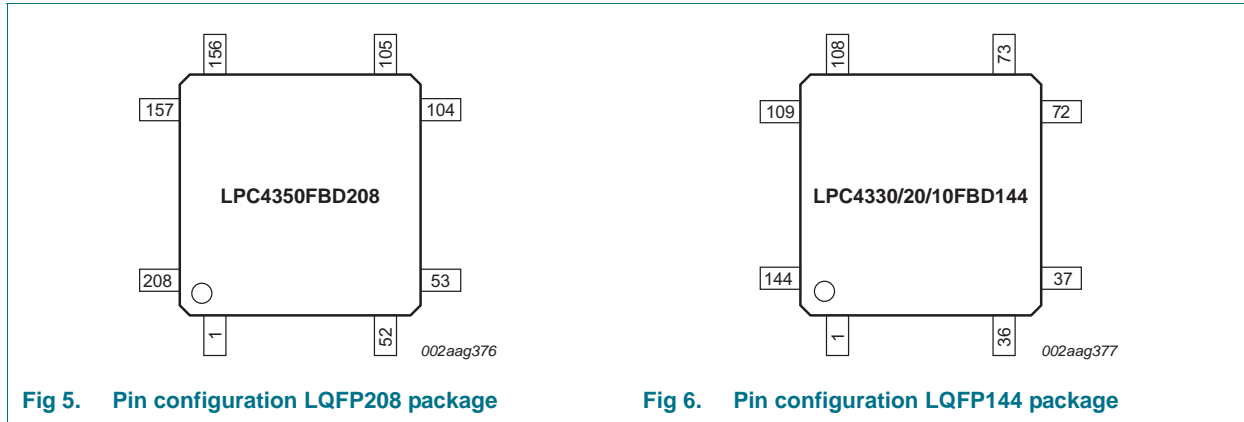 156
105
157
104
LPC4350FBD208
208
53
1
52
002aag376
Fig 5. Pin configuration LQFP208 package
108
73
109
72
LPC4330/20/10FBD144
144
37
1
36
002aag377
Fig 6. Pin configuration LQFP144 package